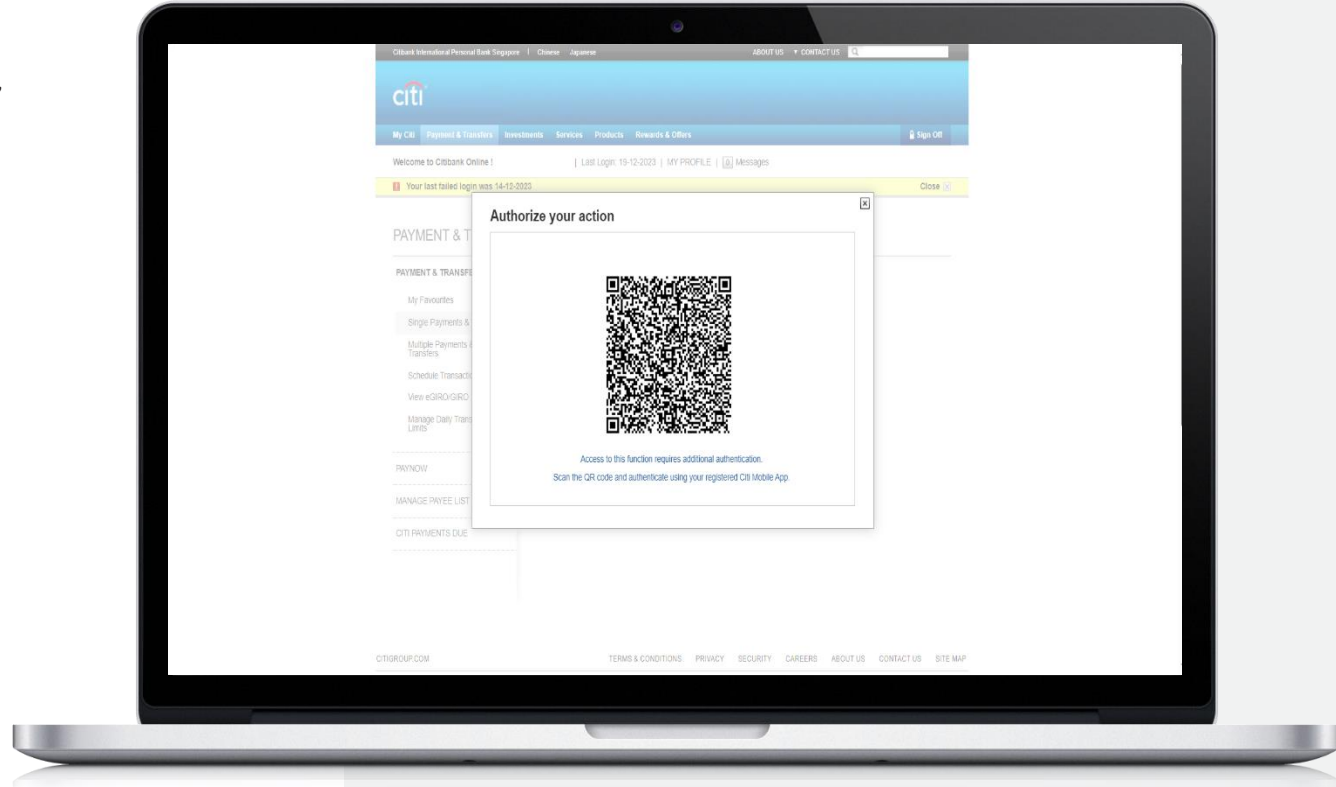 Citibank International Personal Bank Singapore | Chinese Japanese ABOUT US ▾ CONTACT US
citi
My Citi Payment & Transfers Investments Services Products Rewards & Offers Sign Off
Welcome to Citibank Online ! | Last Login: 19-12-2023 | MY PROFILE | Messages
Your last failed login was 14-12-2023 Close
Authorize your action
PAYMENT & T
PAYMENT & TRANSFE
My Favourites
Single Payments &
Multiple Payments &
Transfers
Schedule Transactio
View eGIRO/GIRO
Manage Daily Trans
Limits
Access to this function requires additional authentication.
Scan the QR code and authenticate using your registered Citi Mobile App.
PAYNOW
MANAGE PAYEE LIST
CITI PAYMENTS DUE
CITIGROUP.COM TERMS & CONDITIONS PRIVACY SECURITY CAREERS ABOUT US CONTACT US SITE MAP